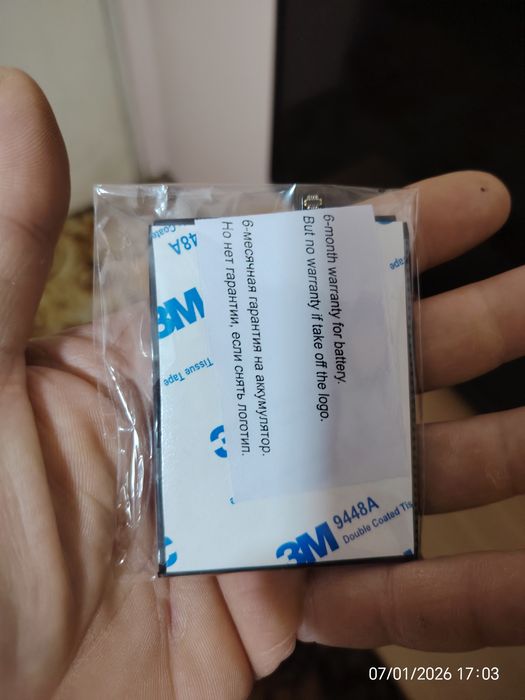 6-month warranty for battery.
But no warranty if take off the logo.
6-месячная гарантия на аккумулятор.
Но нет гарантии, если снять логотип.
48A
3M
Tissue Tape
3M 9448A
Double Coated Tis
07/01/2026 17:03